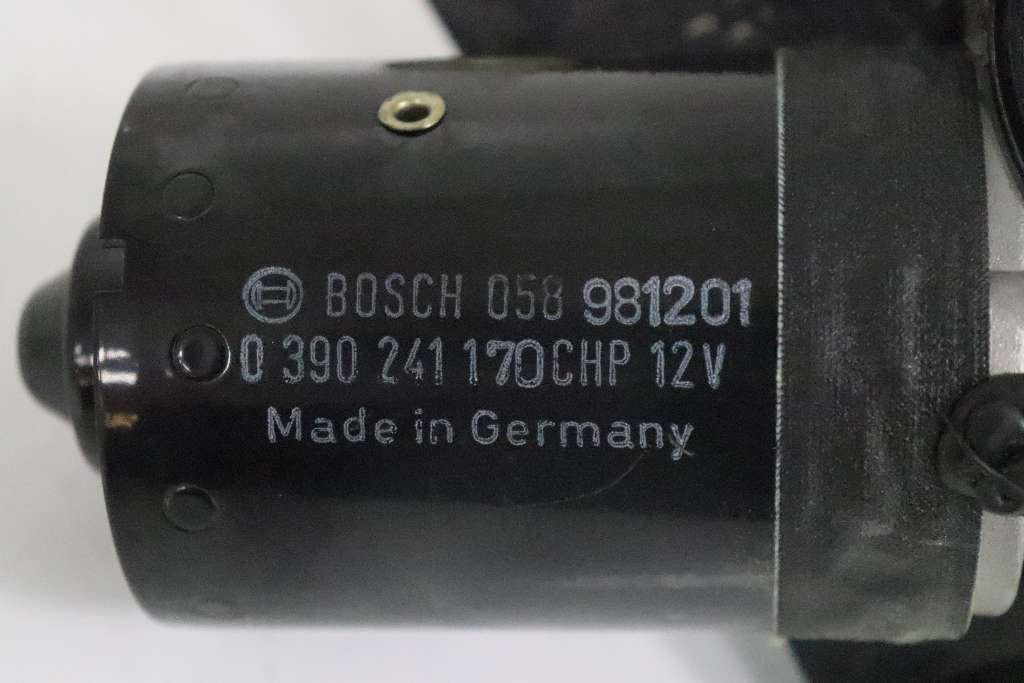 BOSCH 058 981201
0 390 241 170CHP 12V
Made in Germany